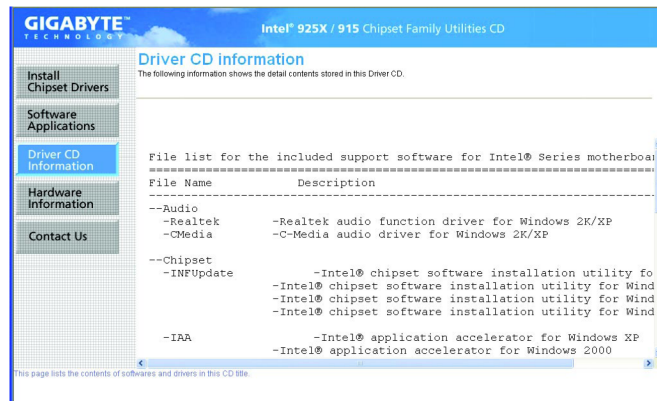 GIGABYTE™
TECHNOLOGY
Intel® 925X / 915 Chipset Family Utilities CD
Install
Chipset Drivers
Software
Applications
Driver CD
Information
Hardware
Information
Contact Us
Driver CD information
The following information shows the detail contents stored in this Driver CD.
File list for the included support software for Intel® Series motherboar
================================================================
File Name Description
----------------------------------------------------------------
--Audio
-Realtek -Realtek audio function driver for Windows 2K/XP
-CMedia -C-Media audio driver for Windows 2K/XP
--Chipset
-INFUpdate -Intel® chipset software installation utility fo
-Intel® chipset software installation utility for Wind
-Intel® chipset software installation utility for Wind
-Intel® chipset software installation utility for Wind
-IAA -Intel® application accelerator for Windows XP
-Intel® application accelerator for Windows 2000
This page lists the contents of softwares and drivers in this CD title.